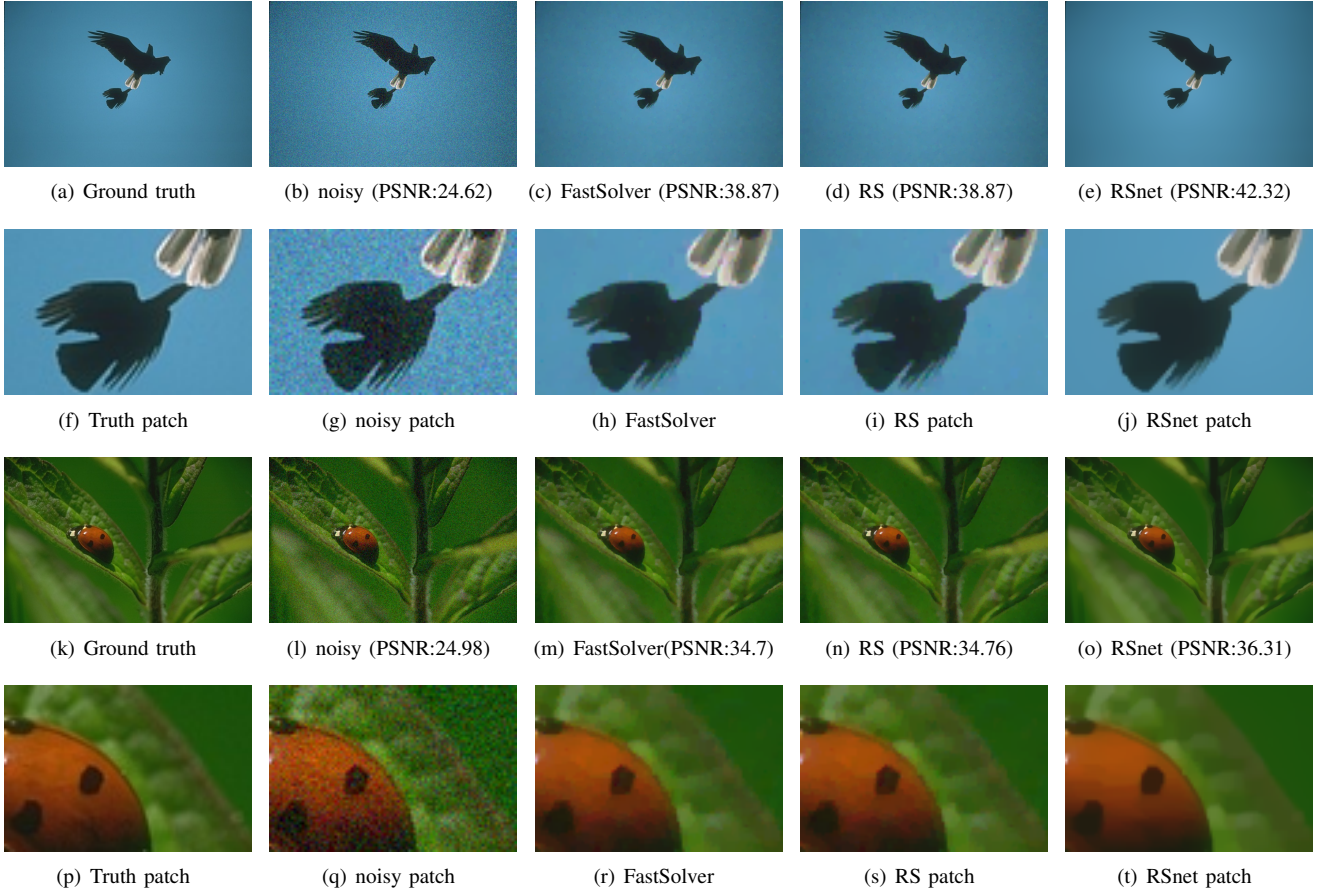 (a) Ground truth
(b) noisy (PSNR:24.62)
(c) FastSolver (PSNR:38.87)
(d) RS (PSNR:38.87)
(e) RSnet (PSNR:42.32)
(f) Truth patch
(g) noisy patch
(h) FastSolver
(i) RS patch
(j) RSnet patch
(k) Ground truth
(l) noisy (PSNR:24.98)
(m) FastSolver(PSNR:34.7)
(n) RS (PSNR:34.76)
(o) RSnet (PSNR:36.31)
(p) Truth patch
(q) noisy patch
(r) FastSolver
(s) RS patch
(t) RSnet patch